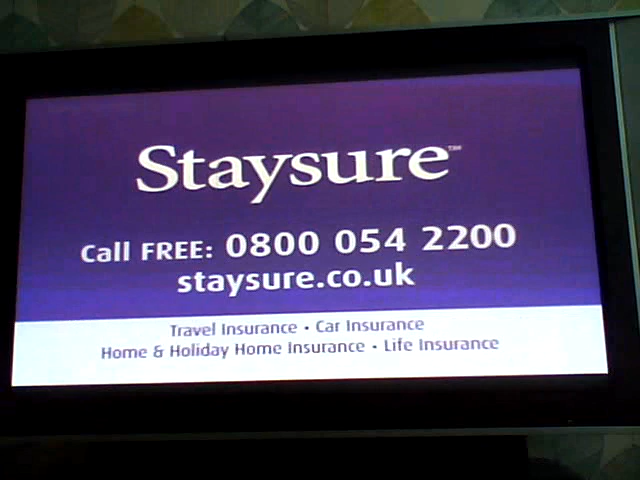 Staysure™
Call FREE: 0800 054 2200
staysure.co.uk
Travel Insurance • Car Insurance
Home & Holiday Home Insurance • Life Insurance